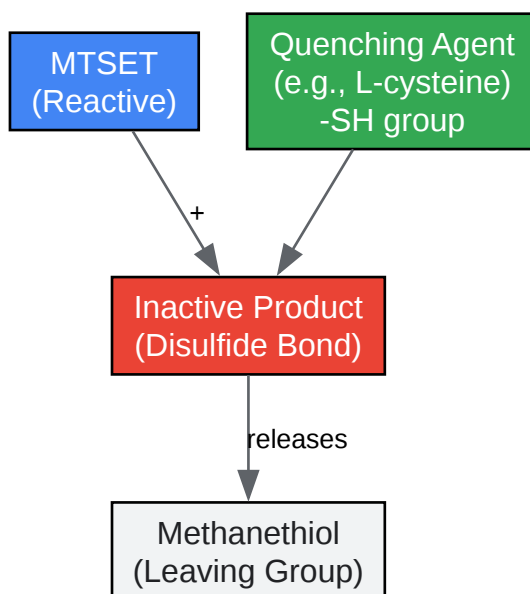 MTSET
(Reactive)
Quenching Agent
(e.g., L-cysteine)
-SH group
+
Inactive Product
(Disulfide Bond)
releases
Methanethiol
(Leaving Group)